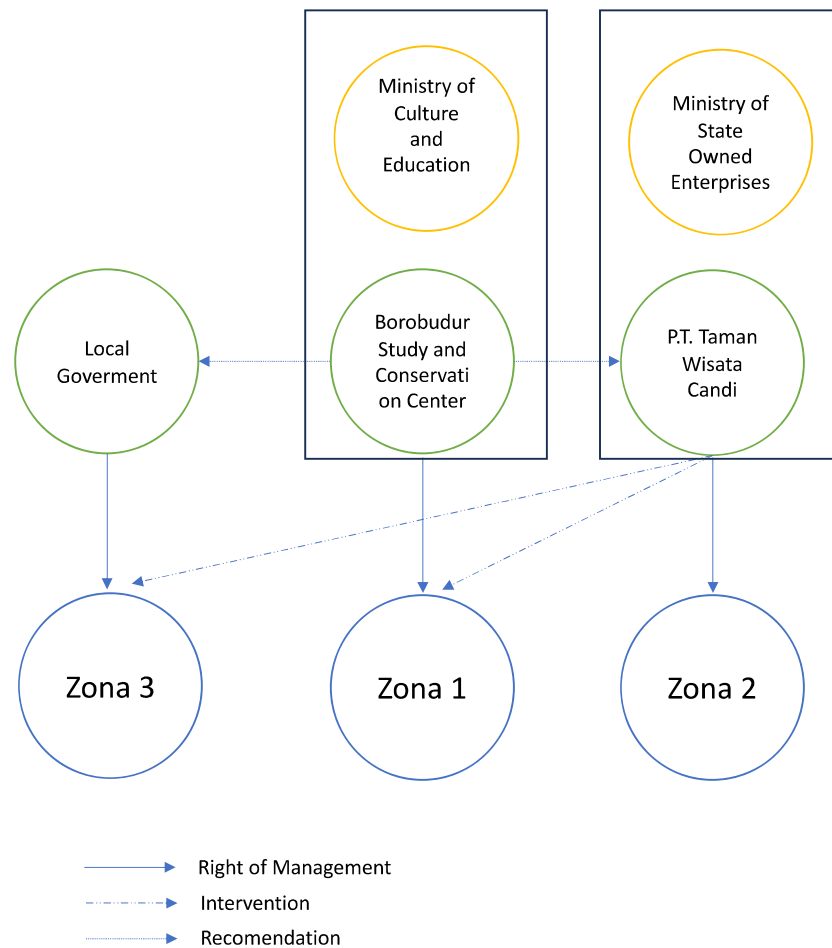 Ministry of
Culture
and
Education
Ministry of
State
Owned
Enterprises
Local
Goverment
Borobudur
Study and
Conservati
on Center
P.T. Taman
Wisata
Candi
Zona 3
Zona 1
Zona 2
Right of Management
Intervention
Recomendation